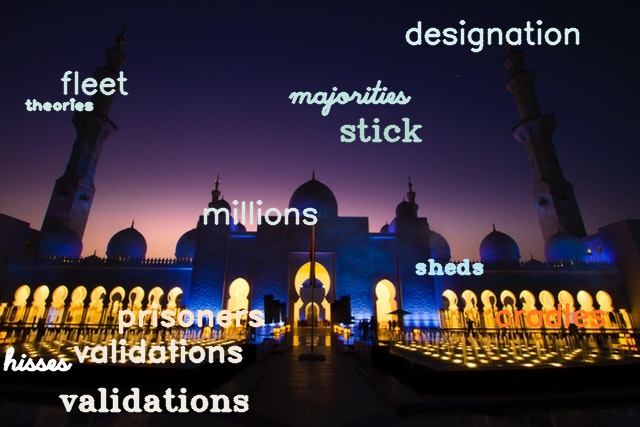 designation
fleet
theories
majorities
stick
millions
sheds
prisoners
cradles
validations
hisses
validations